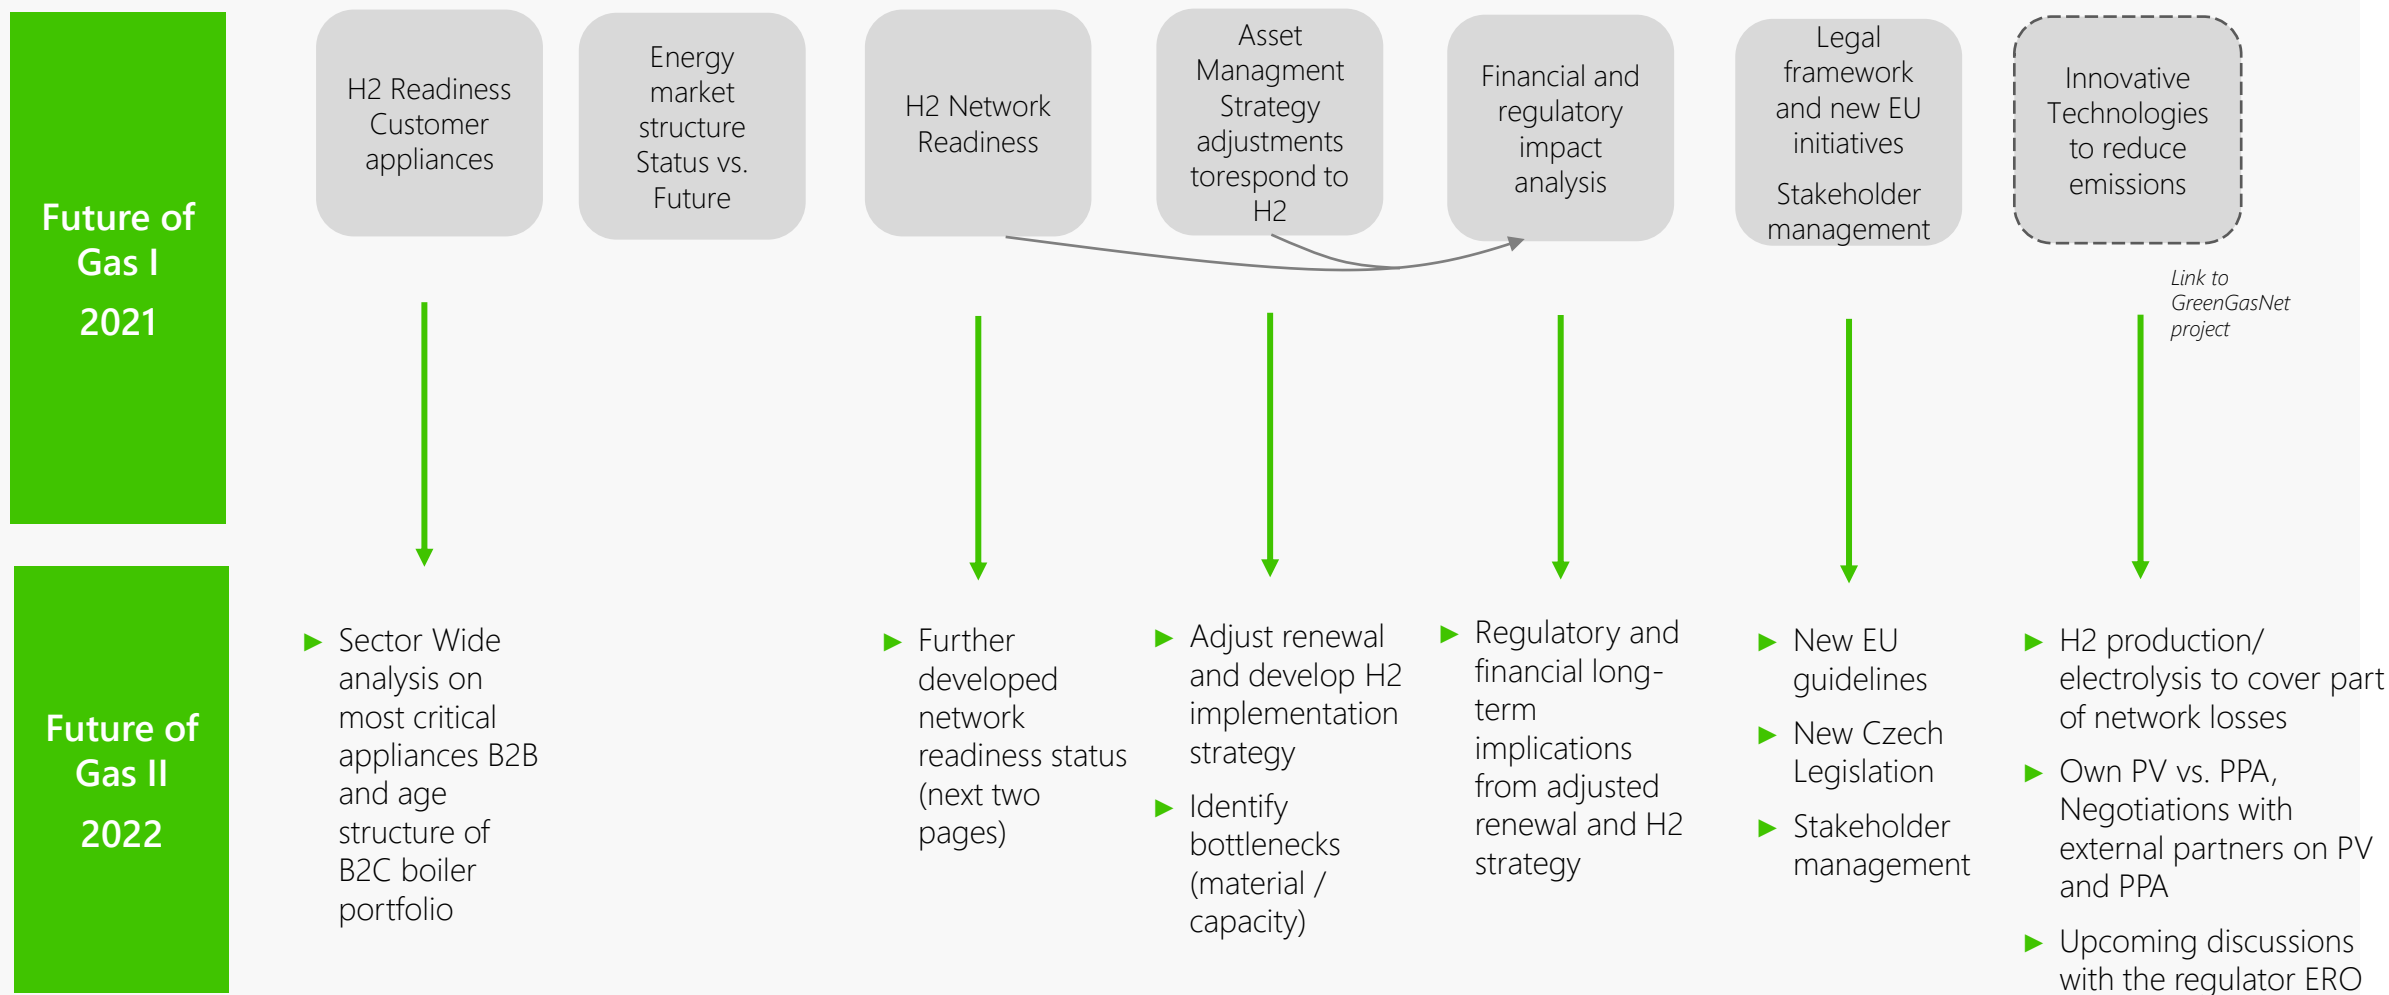 Future of
Gas I
2021
H2 Readiness
Customer
appliances
Energy
market
structure
Status vs.
Future
H2 Network
Readiness
Asset
Managment
Strategy
adjustments
torespond to
H2
Financial and
regulatory
impact
analysis
Legal
framework
and new EU
initiatives
Stakeholder
management
Innovative
Technologies
to reduce
emissions
Link to
GreenGasNet
project
Future of
Gas II
2022
► Sector Wide
analysis on
most critical
appliances B2B
and age
structure of
B2C boiler
portfolio
► Further
developed
network
readiness status
(next two
pages)
► Adjust renewal
and develop H2
implementation
strategy
► Identify
bottlenecks
(material /
capacity)
► Regulatory and
financial long-
term
implications
from adjusted
renewal and H2
strategy
► New EU
guidelines
► New Czech
Legislation
► Stakeholder
management
► H2 production/
electrolysis to cover part
of network losses
► Own PV vs. PPA,
Negotiations with
external partners on PV
and PPA
► Upcoming discussions
with the regulator ERO